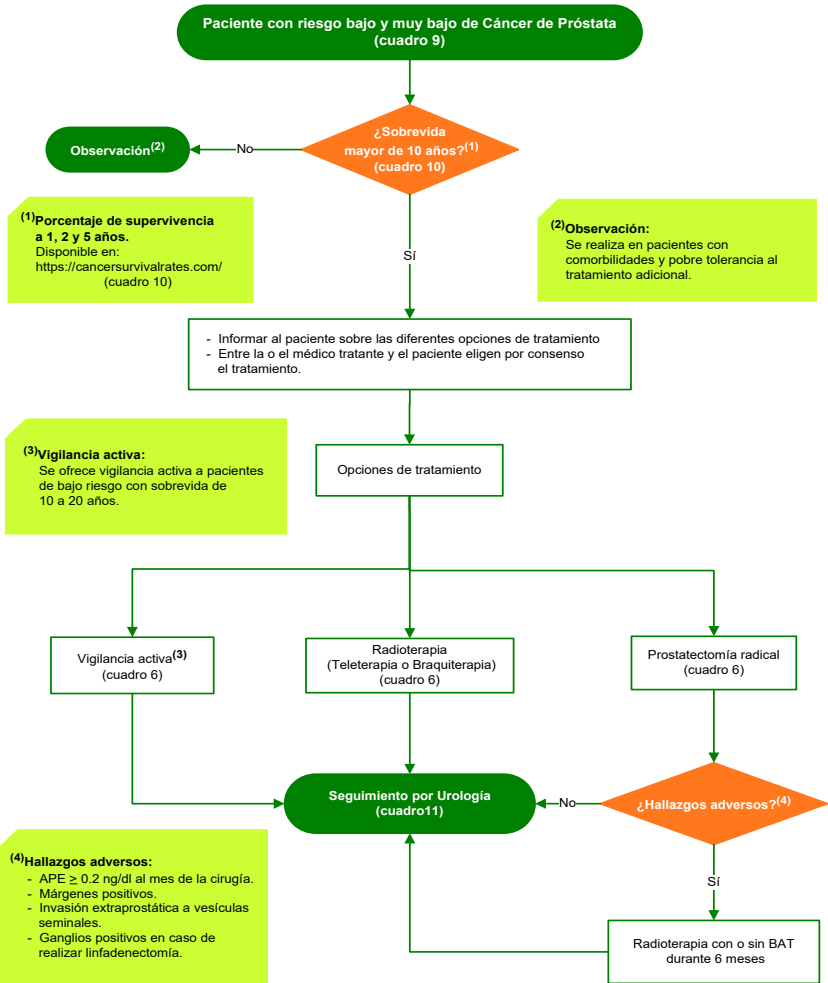 Paciente con riesgo bajo y muy bajo de Cáncer de Próstata
(cuadro 9)
¿Sobrevida
mayor de 10 años?(1)
(cuadro 10)
No
Observación(2)
(1)Porcentaje de supervivencia
a 1, 2 y 5 años.
Disponible en:
https://cancersurvivalrates.com/
(cuadro 10)
Sí
(2)Observación:
Se realiza en pacientes con
comorbilidades y pobre tolerancia al
tratamiento adicional.
- Informar al paciente sobre las diferentes opciones de tratamiento
- Entre la o el médico tratante y el paciente eligen por consenso
el tratamiento.
(3)Vigilancia activa:
Se ofrece vigilancia activa a pacientes
de bajo riesgo con sobrevida de
10 a 20 años.
Opciones de tratamiento
Vigilancia activa(3)
(cuadro 6)
Radioterapia
(Teleterapia o Braquiterapia)
(cuadro 6)
Prostatectomía radical
(cuadro 6)
Seguimiento por Urología
(cuadro11)
No
¿Hallazgos adversos?(4)
(4)Hallazgos adversos:
- APE ≥ 0.2 ng/dl al mes de la cirugía.
- Márgenes positivos.
- Invasión extraprostática a vesículas
seminales.
- Ganglios positivos en caso de
realizar linfadenectomía.
Sí
Radioterapia con o sin BAT
durante 6 meses